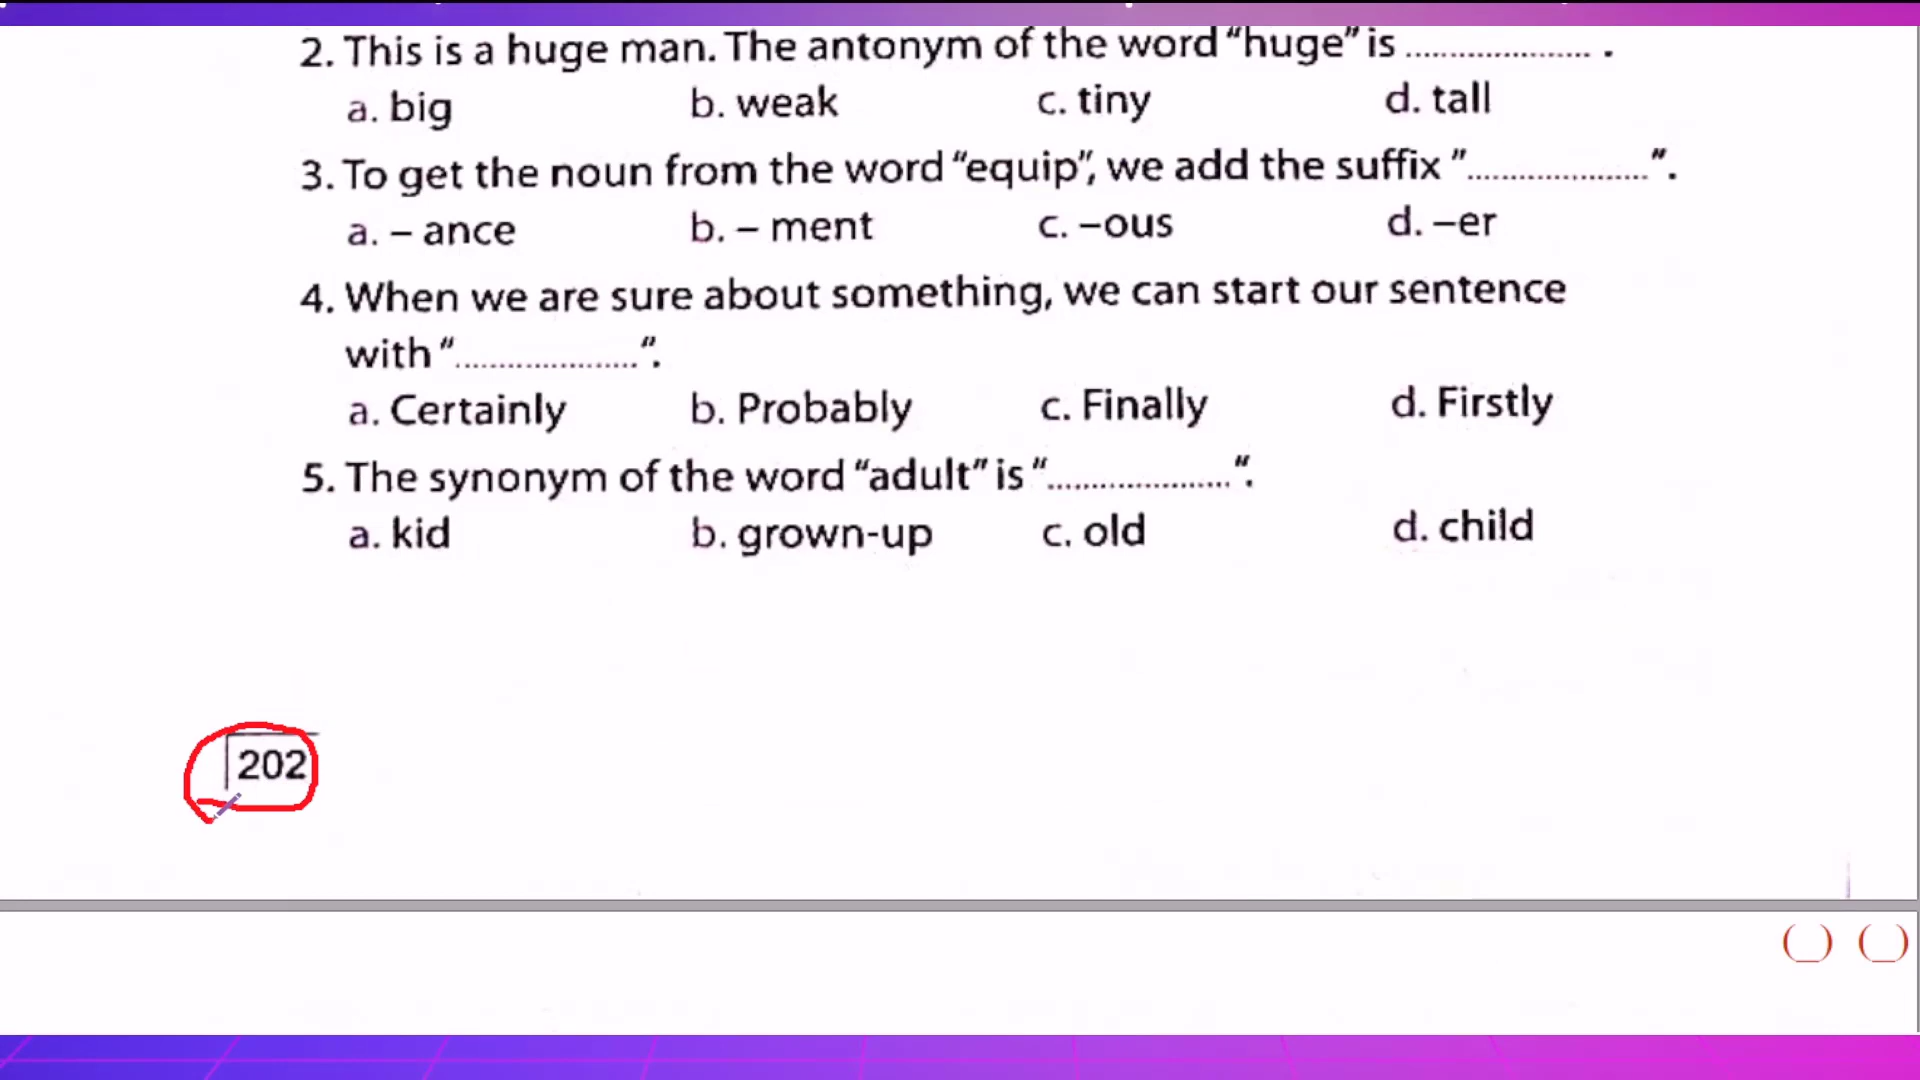 2. This is a huge man. The antonym of the word “huge” is ..................... .
a. big b. weak c. tiny d. tall
3. To get the noun from the word “equip”, we add the suffix ”.....................”.
a. – ance b. – ment c. –ous d. –er
4. When we are sure about something, we can start our sentence
with “.....................”.
a. Certainly b. Probably c. Finally d. Firstly
5. The synonym of the word “adult” is “.....................“.
a. kid b. grown-up c. old d. child
202
(_) (_)